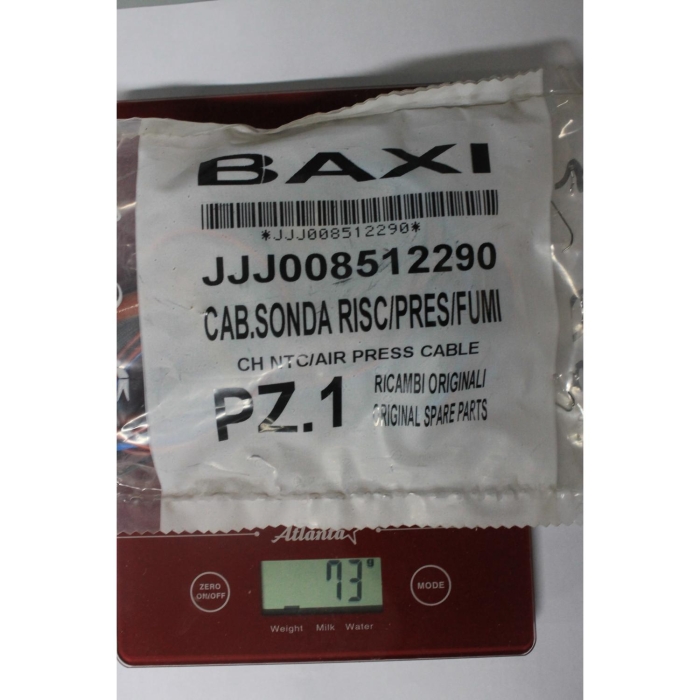 BAXI
*JJJ008512290*
JJJ008512290
CAB.SONDA RISC/PRES/FUMI
CH NTC/AIR PRESS CABLE
PZ.1
RICAMBI ORIGINALI
ORIGINAL SPARE PARTS
Atlanta
ZERO
ON/OFF
73g
MODE
Weight Milk Water